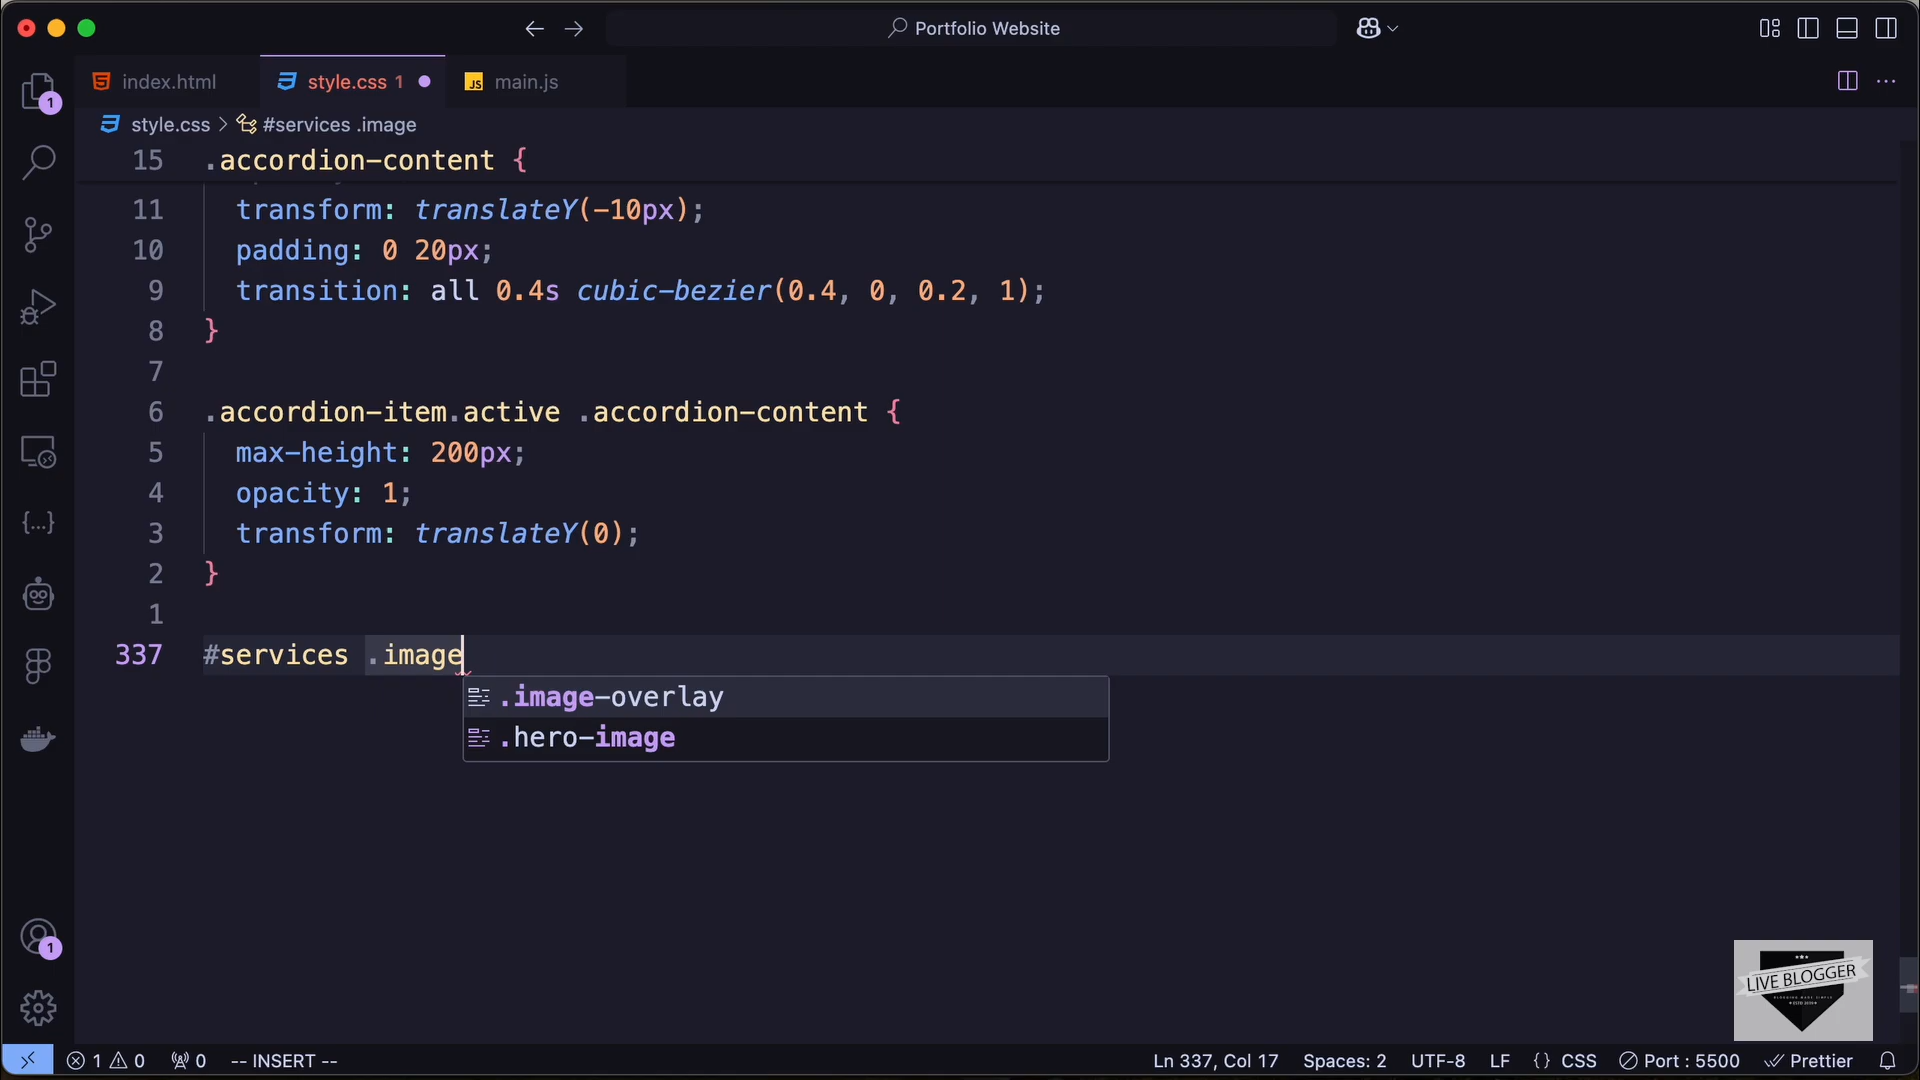 Portfolio Website
index.html
style.css 1
JS main.js
style.css > #services .image
15 .accordion-content {
11 transform: translateY(-10px);
10 padding: 0 20px;
9 transition: all 0.4s cubic-bezier(0.4, 0, 0.2, 1);
8 }
7
6 .accordion-item.active .accordion-content {
5 max-height: 200px;
4 opacity: 1;
3 transform: translateY(0);
2 }
1
337 #services .image
.image-overlay
.hero-image
1
1
LIVE BLOGGER
1 0 0 -- INSERT -- Ln 337, Col 17 Spaces: 2 UTF-8 LF {} CSS Port : 5500 Prettier